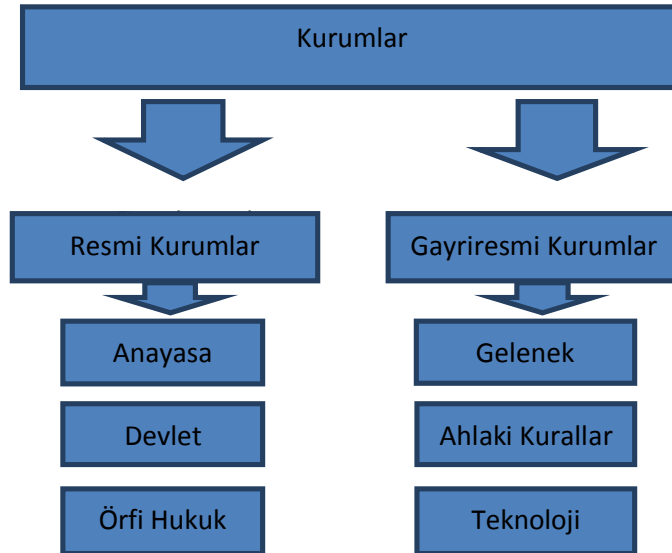 Kurumlar
Resmi Kurumlar
Gayriresmi Kurumlar
Anayasa
Gelenek
Devlet
Ahlaki Kurallar
Örfi Hukuk
Teknoloji